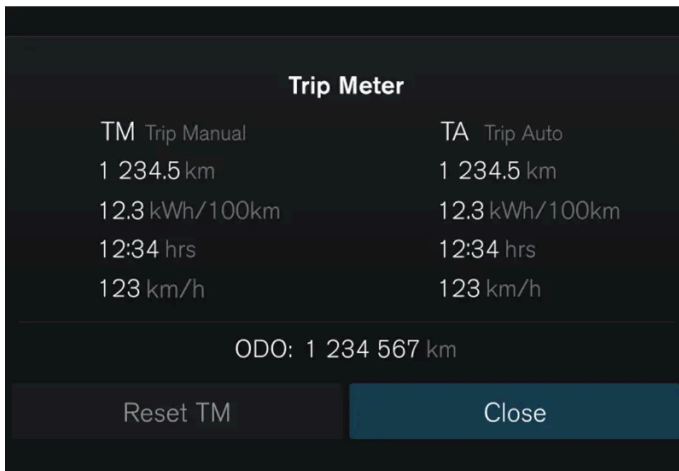 Trip Meter
TM Trip Manual
1 234.5 km
12.3 kWh/100km
12:34 hrs
123 km/h
TA Trip Auto
1 234.5 km
12.3 kWh/100km
12:34 hrs
123 km/h
ODO: 1 234 567 km
Reset TM
Close